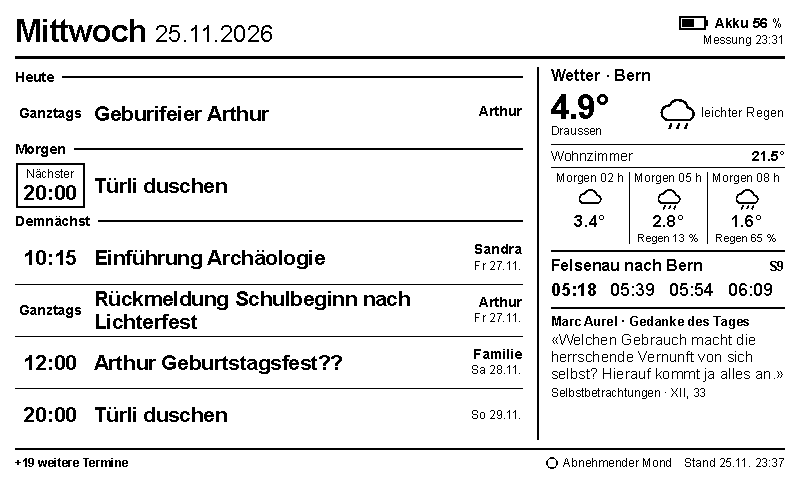 Mittwoch 25.11.2026
Akku 56 %
Messung 23:31
Heute
Ganztags Geburifeier Arthur Arthur
Morgen
Nächster
20:00 Türli duschen
Demnächst
10:15 Einführung Archäologie Sandra
Fr 27.11.
Ganztags Rückmeldung Schulbeginn nach
Lichterfest
Arthur
Fr 27.11.
12:00 Arthur Geburtstagsfest?? Familie
Sa 28.11.
20:00 Türli duschen So 29.11.
Wetter · Bern
4.9° leichter Regen
Draussen
Wohnzimmer 21.5°
Morgen 02 h Morgen 05 h Morgen 08 h
3.4° 2.8° 1.6°
Regen 13 % Regen 65 %
Felsenau nach Bern S9
05:18 05:39 05:54 06:09
Marc Aurel · Gedanke des Tages
«Welchen Gebrauch macht die
herrschende Vernunft von sich
selbst? Hierauf kommt ja alles an.»
Selbstbetrachtungen · XII, 33
+19 weitere Termine
Abnehmender Mond Stand 25.11. 23:37